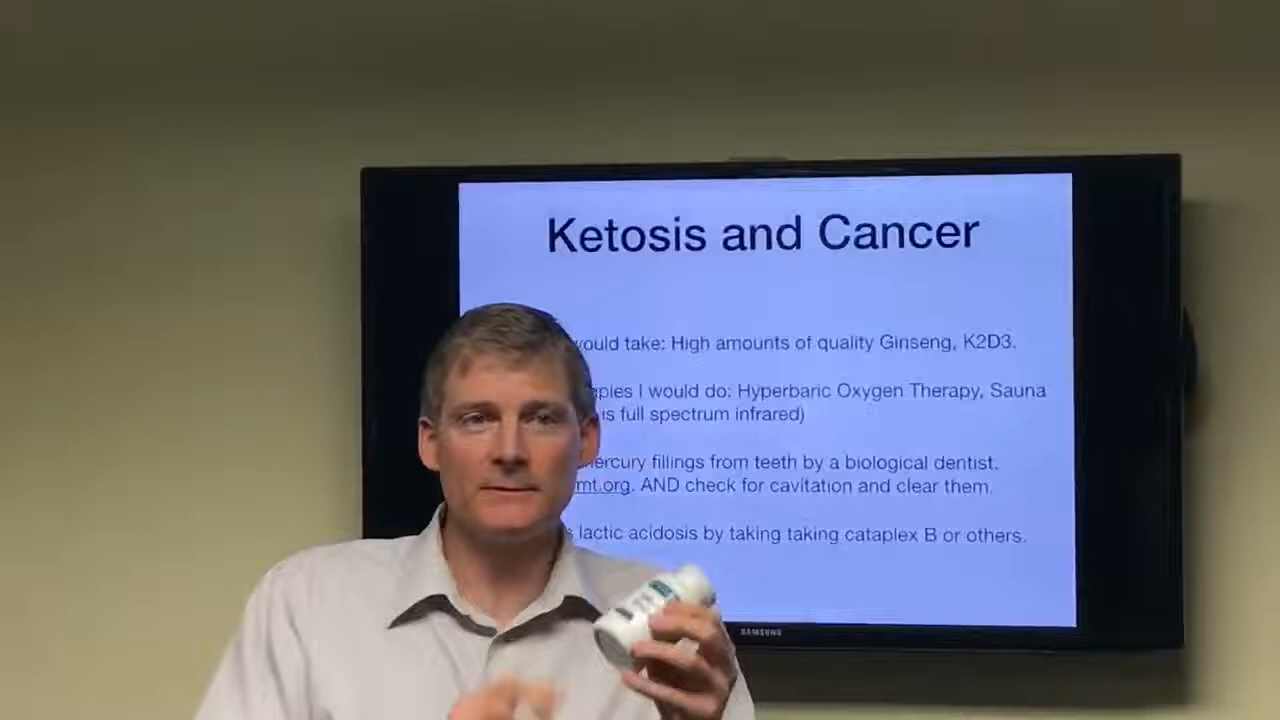 Ketosis and Cancer
would take: High amounts of quality Ginseng, K2D3.
I would do: Hyperbaric Oxygen Therapy, Sauna
is full spectrum infrared)
fillings from teeth by a biological dentist.
mt.org. AND check for cavitation and clear them.
lactic acidosis by taking taking cataplex B or others.
SAMSUNG